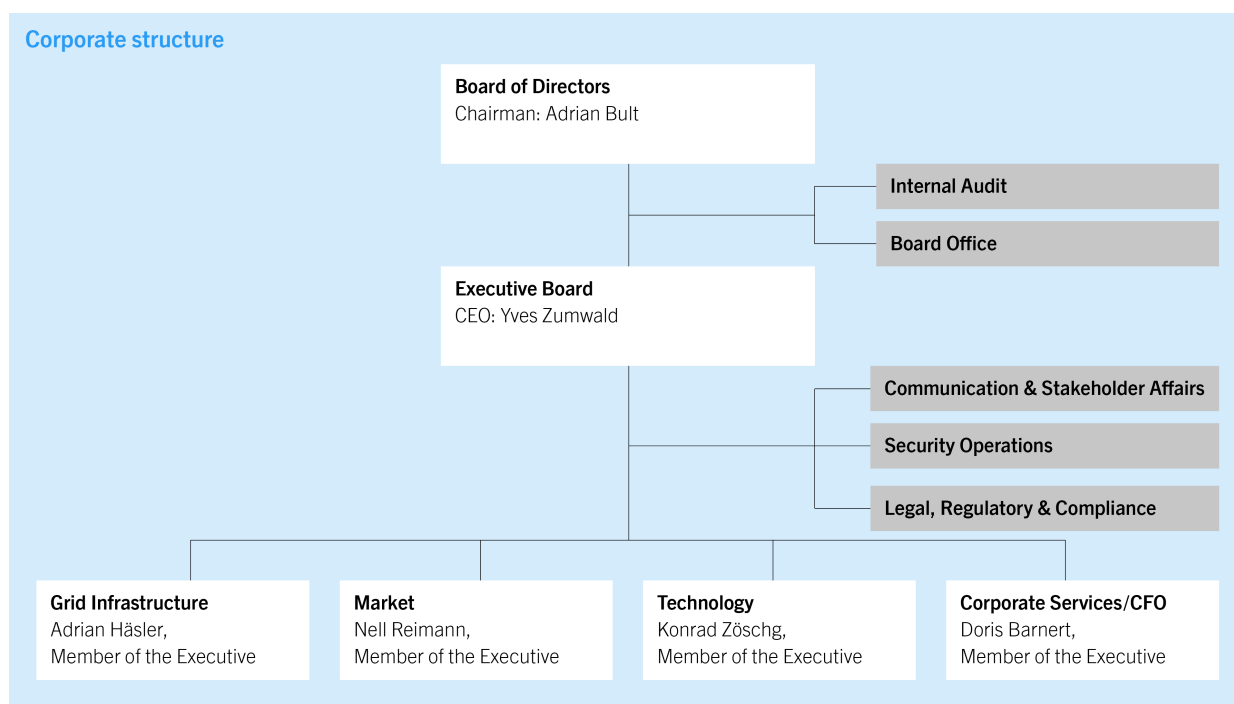 Corporate structure
Board of Directors
Chairman: Adrian Bult
Internal Audit
Board Office
Executive Board
CEO: Yves Zumwald
Communication & Stakeholder Affairs
Security Operations
Legal, Regulatory & Compliance
Grid Infrastructure
Adrian Häsler,
Member of the Executive
Market
Nell Reimann,
Member of the Executive
Technology
Konrad Zöschg,
Member of the Executive
Corporate Services/CFO
Doris Barnert,
Member of the Executive